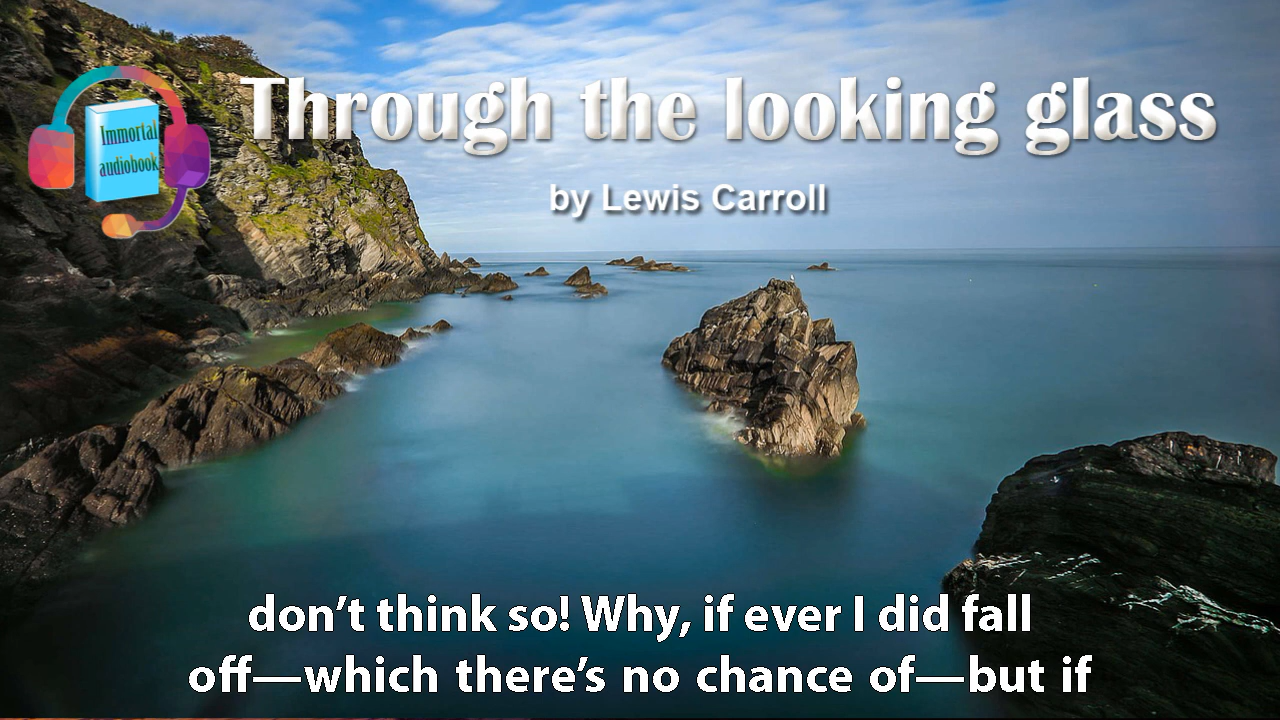 Through the looking glass
Immortal
audiobook
by Lewis Carroll
don’t think so! Why, if ever I did fall
off—which there’s no chance of—but if